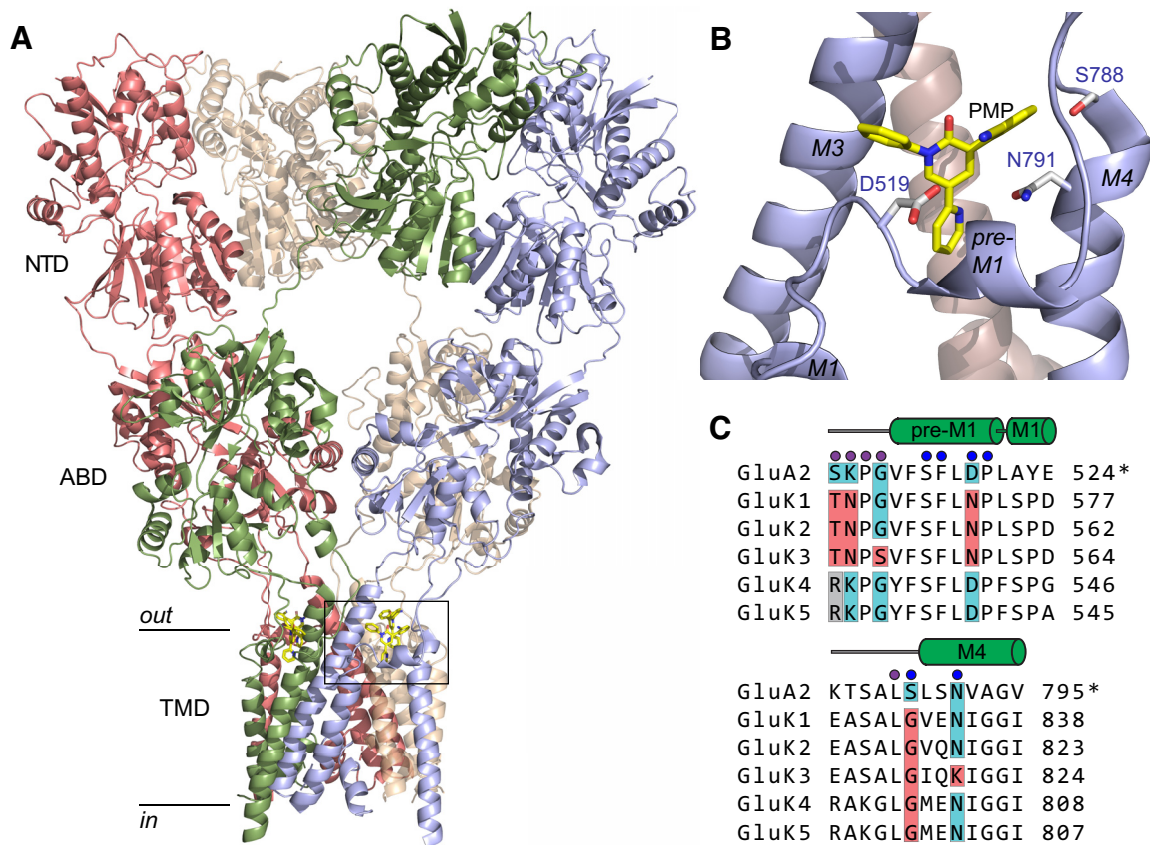 A
NTD
ABD
out
TMD
in
B
S788
PMP
M3
N791
D519
M4
pre-
M1
M1
C
pre-M1 M1
GluA2 SKPGVFSFLDPLAYE 524*
GluK1 TNPGVFSFLNPLSPD 577
GluK2 TNPGVFSFLNPLSPD 562
GluK3 TNPSVFSFLNPLSPD 564
GluK4 RKPGYFSFLDPFSPG 546
GluK5 RKPGYFSFLDPFSPA 545
M4
GluA2 KTSALSLSNVAGV 795*
GluK1 EASALGVENIGGI 838
GluK2 EASALGVQNIGGI 823
GluK3 EASALGIQKIGGI 824
GluK4 RAKGLGMENIGGI 808
GluK5 RAKGLGMENIGGI 807